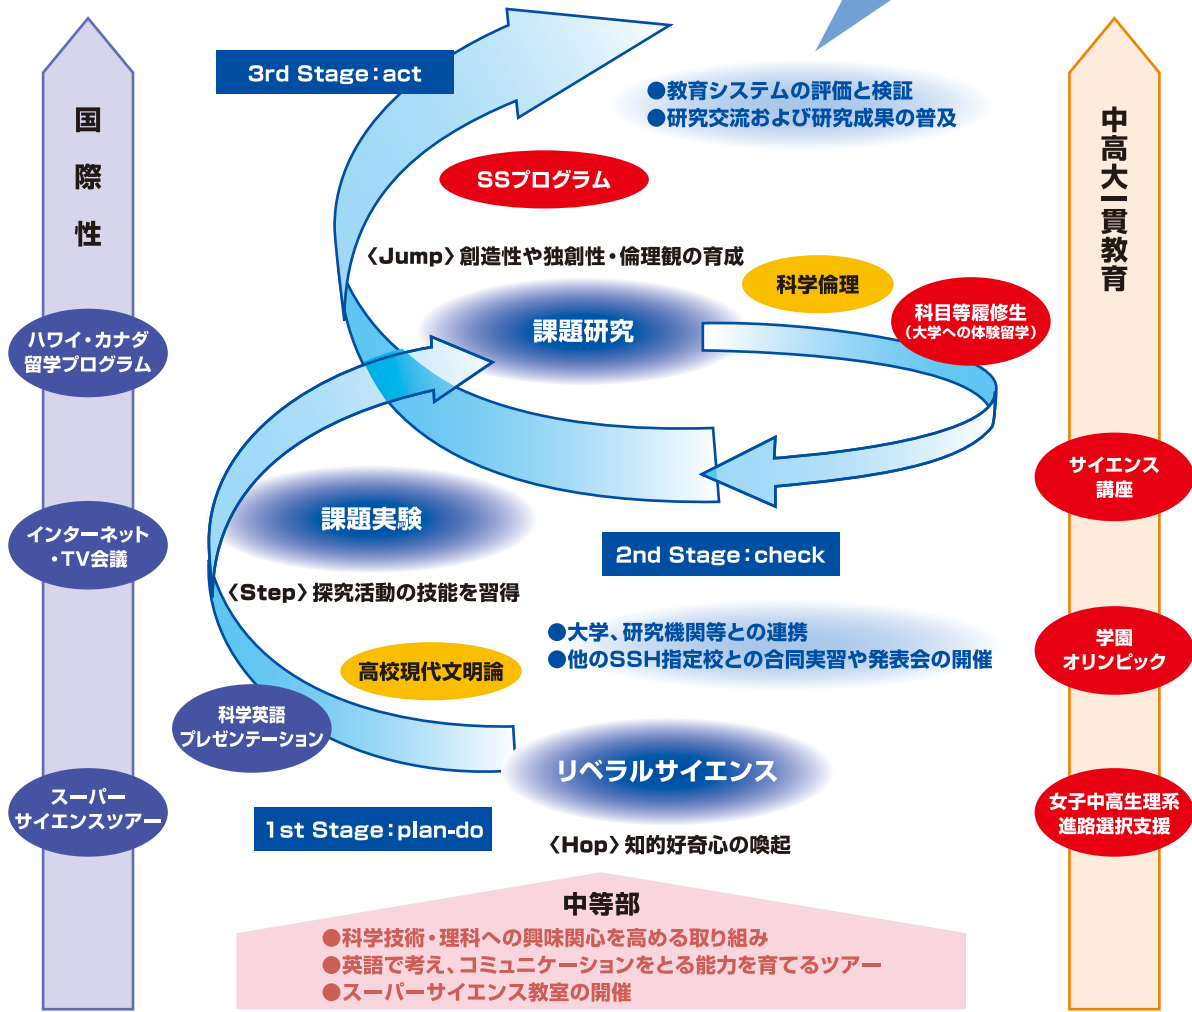 3rd Stage:act
●教育システムの評価と検証
●研究交流および研究成果の普及
国際性
中高大一貫教育
SSプログラム
〈Jump〉創造性や独創性・倫理観の育成
科学倫理
課題研究
科目等履修生
(大学への体験留学)
ハワイ・カナダ
留学プログラム
サイエンス
講座
課題実験
インターネット
・TV会議
2nd Stage:check
〈Step〉探究活動の技能を習得
●大学、研究機関等との連携
●他のSSH指定校との合同実習や発表会の開催
学園
オリンピック
高校現代文明論
科学英語
プレゼンテーション
リベラルサイエンス
スーパー
サイエンスツアー
女子中高生理系
進路選択支援
1st Stage:plan-do
〈Hop〉知的好奇心の喚起
中等部
●科学技術・理科への興味関心を高める取り組み
●英語で考え、コミュニケーションをとる能力を育てるツアー
●スーパーサイエンス教室の開催